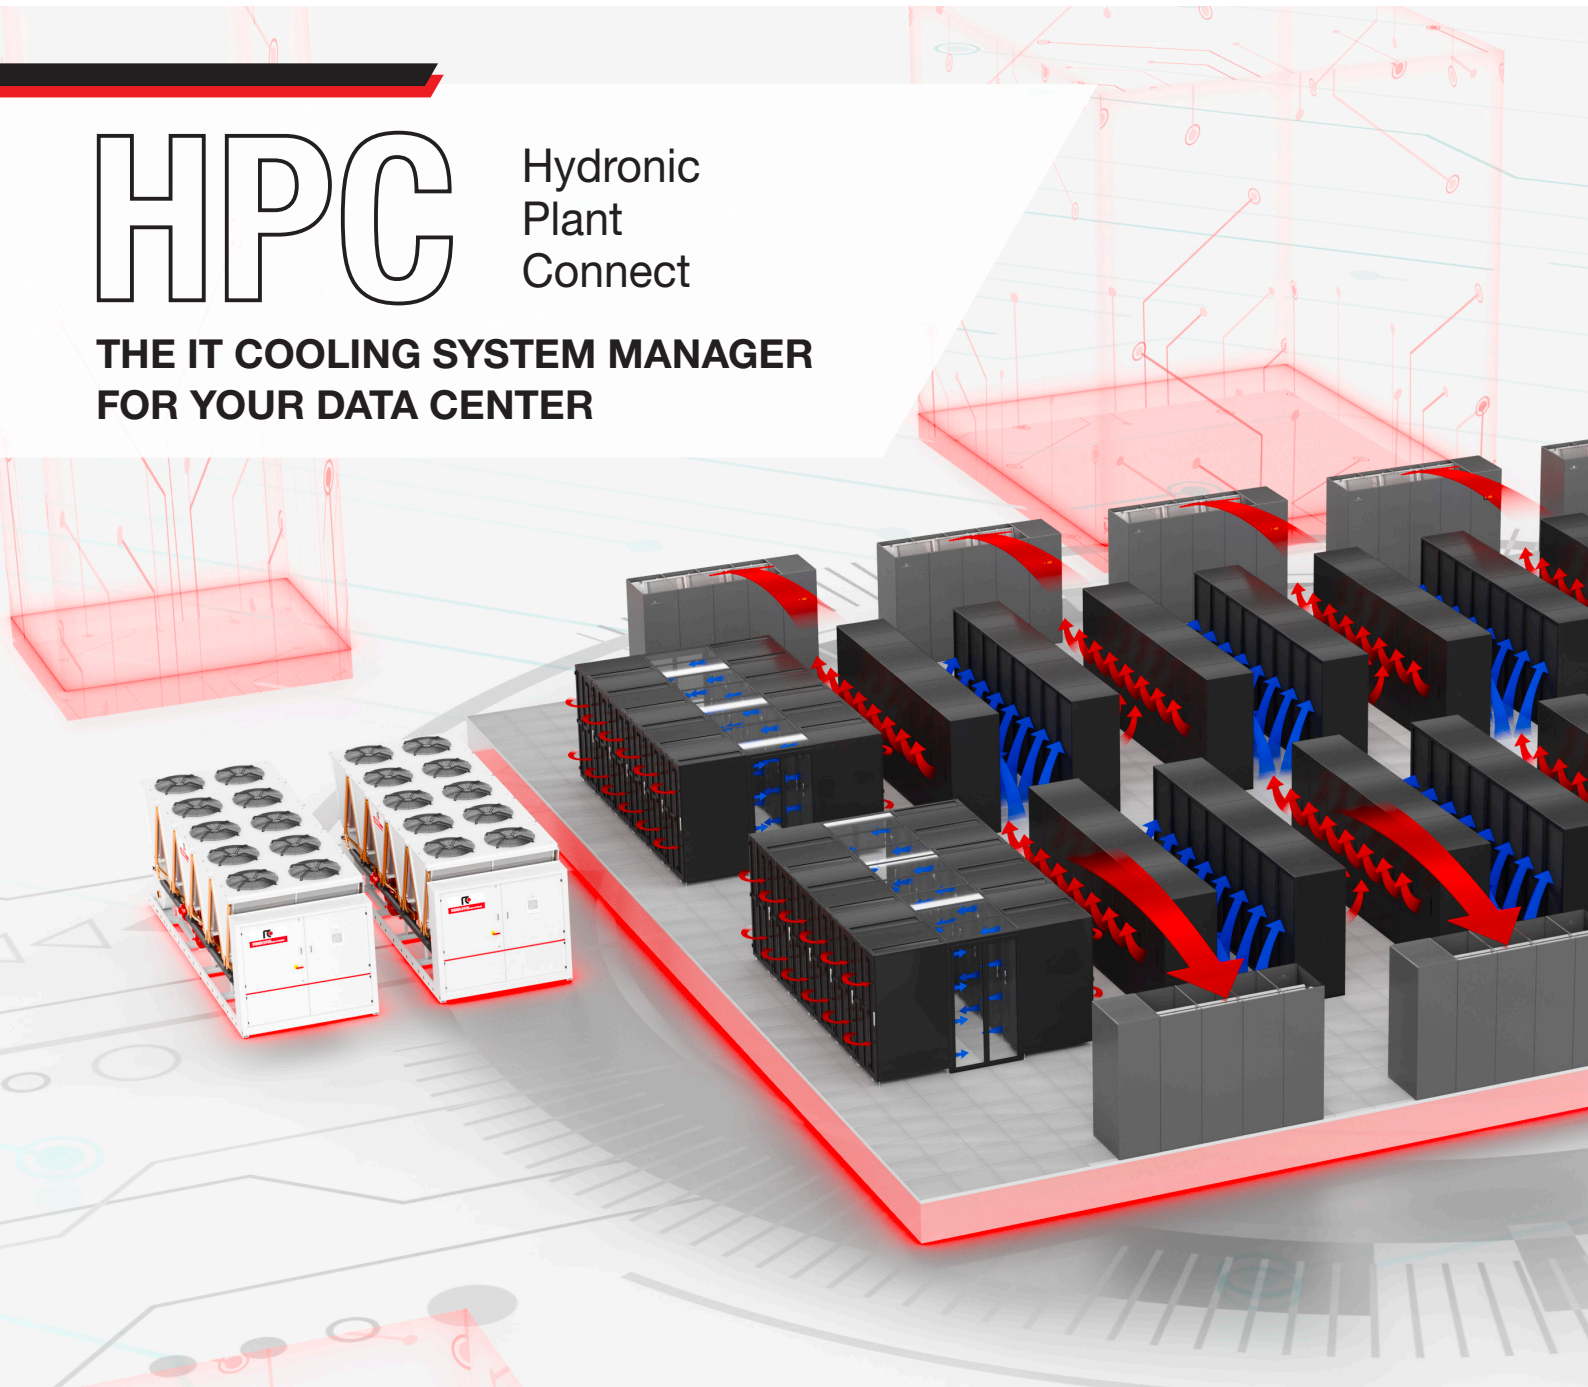 HPC
Hydronic
Plant
Connect
THE IT COOLING SYSTEM MANAGER
FOR YOUR DATA CENTER